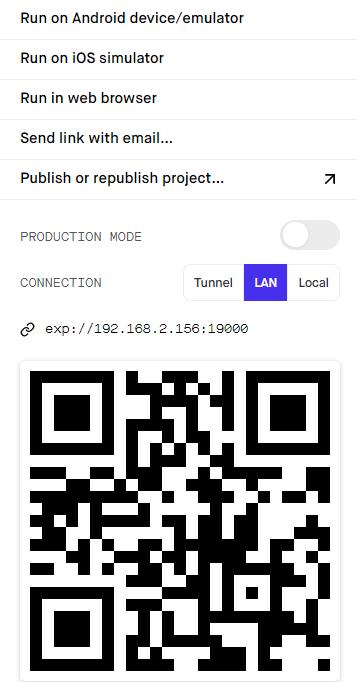 Run on Android device/emulator
Run on iOS simulator
Run in web browser
Send link with email...
Publish or republish project...
PRODUCTION MODE
CONNECTION Tunnel LAN Local
exp://192.168.2.156:19000